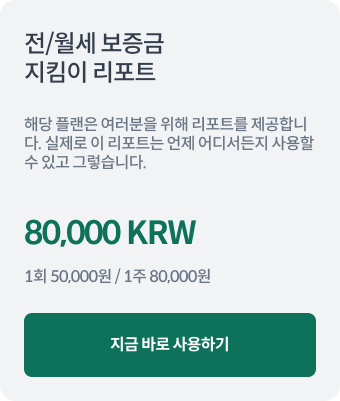 전/월세 보증금
지킴이 리포트
해당 플랜은 여러분을 위해 리포트를 제공합니
다. 실제로 이 리포트는 언제 어디서든지 사용할
수 있고 그렇습니다.
80,000 KRW
1회 50,000원 / 1주 80,000원
지금 바로 사용하기